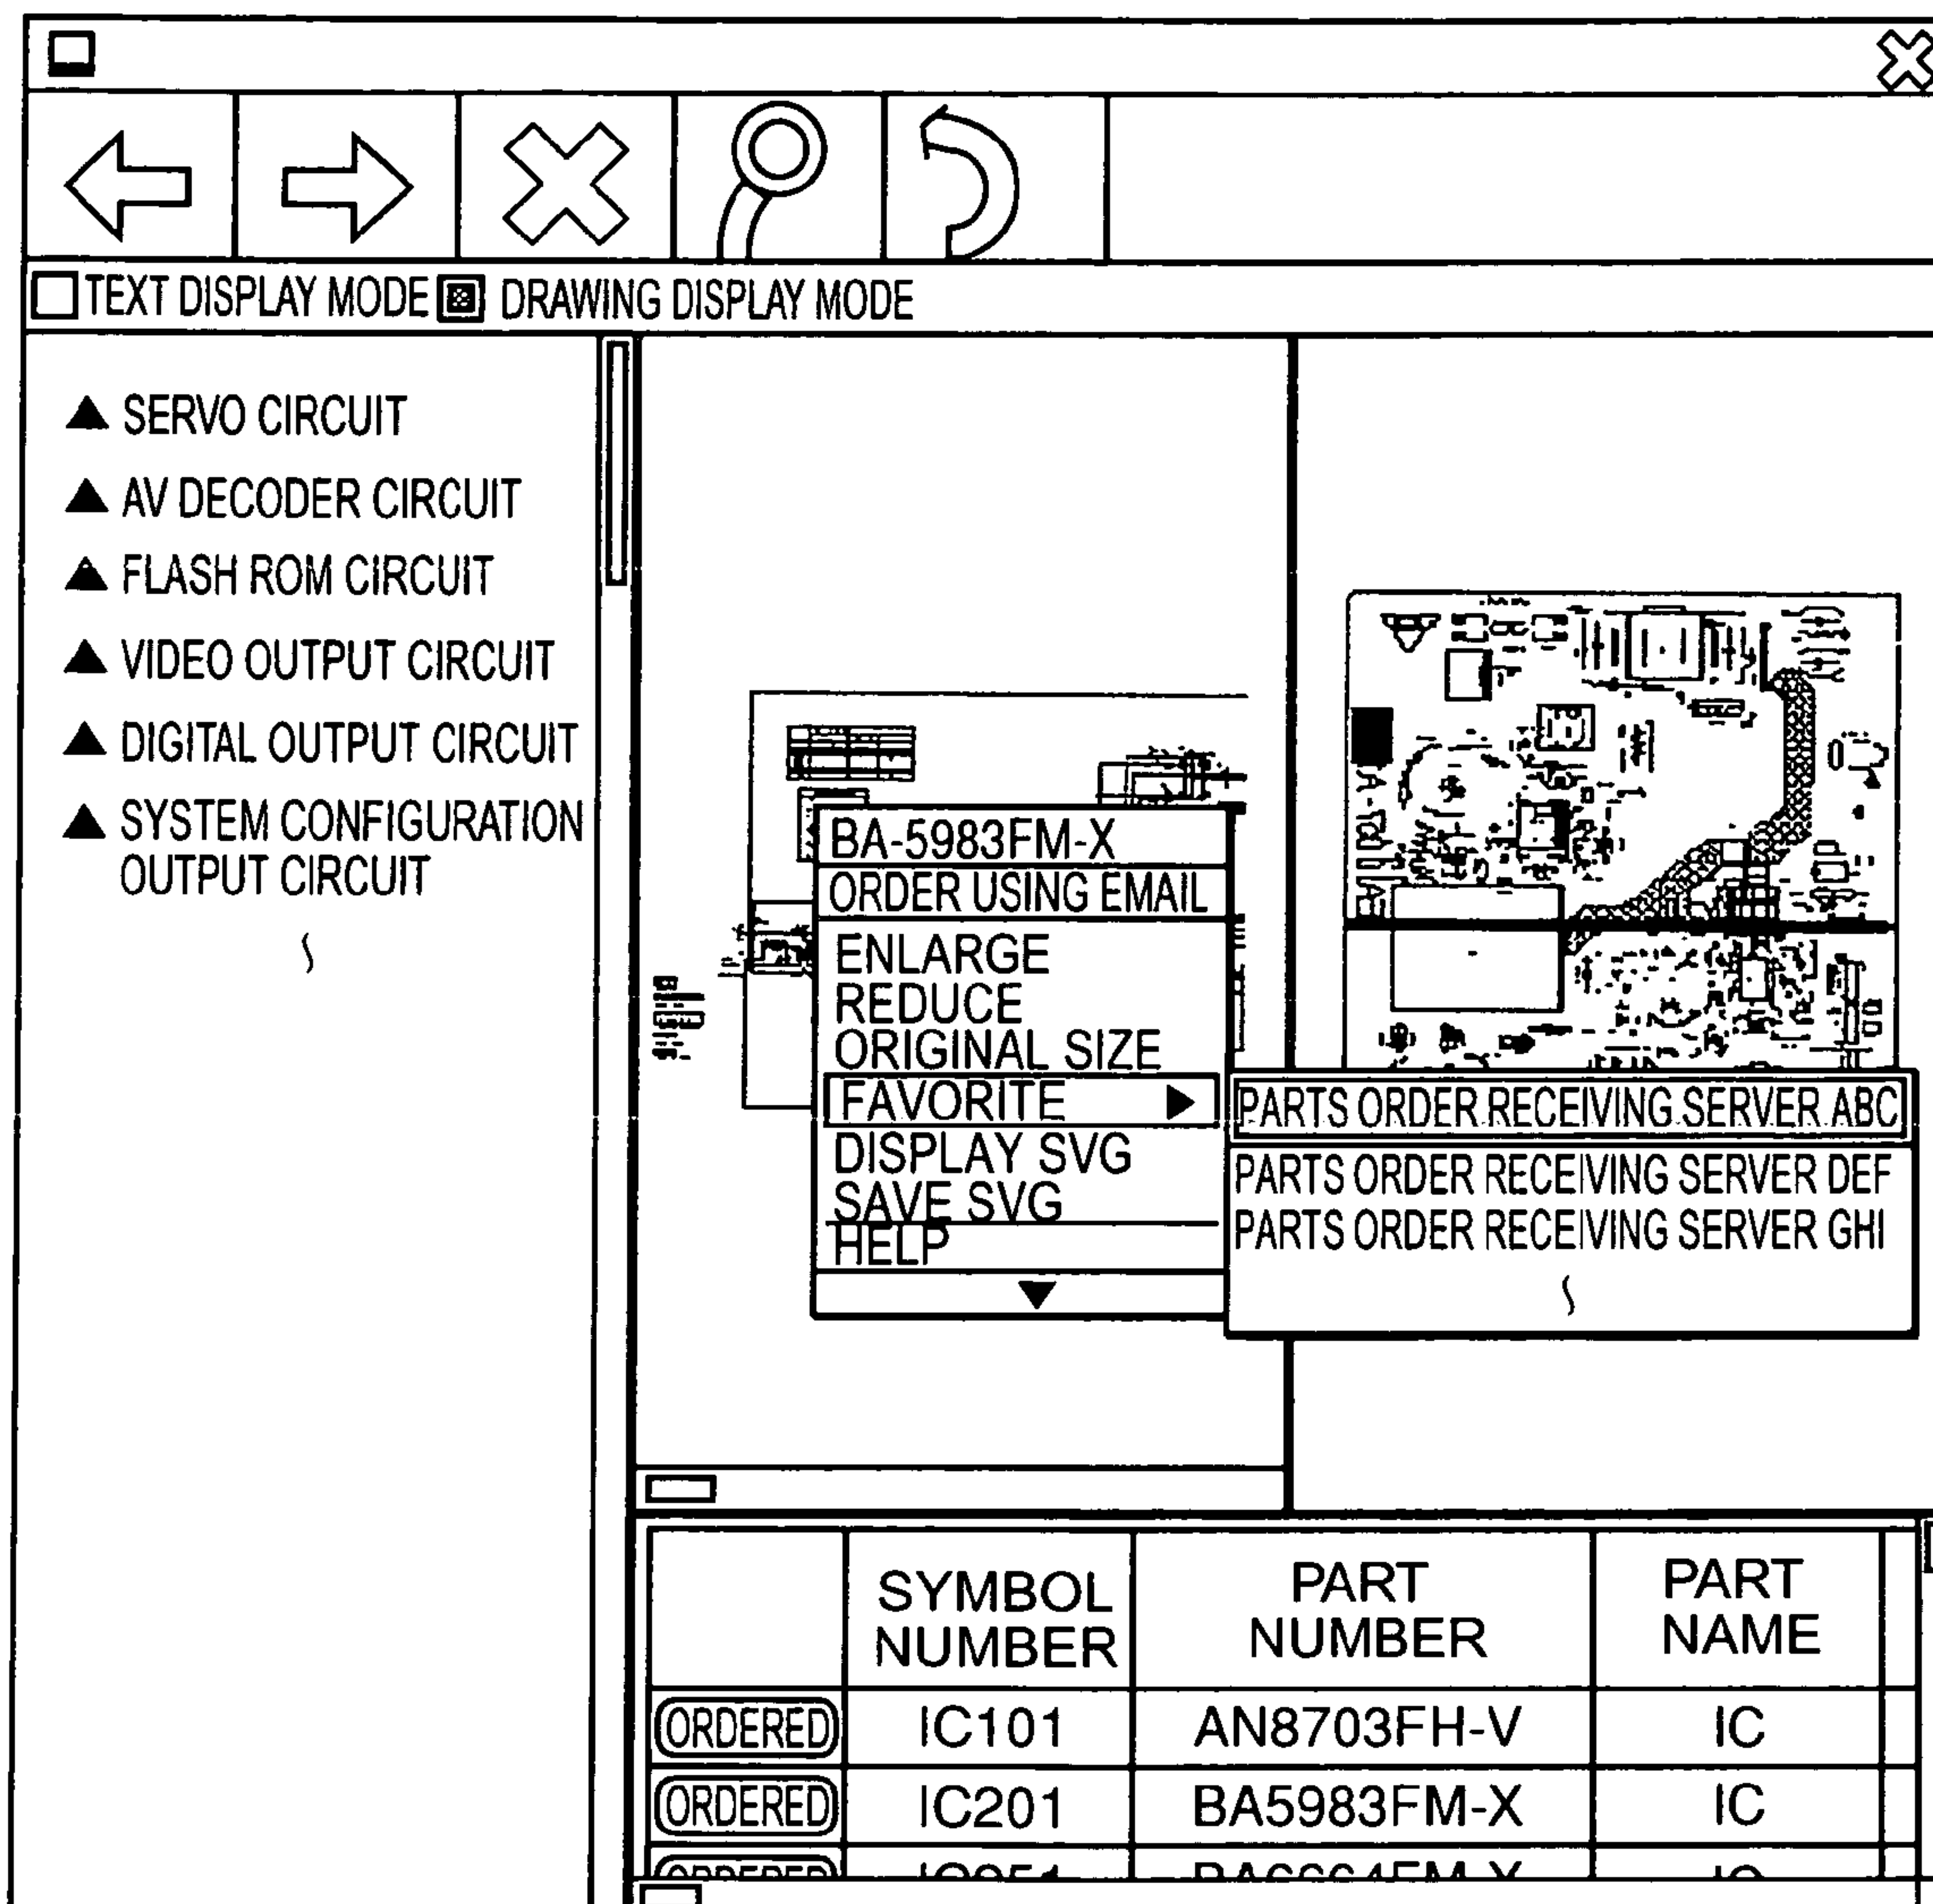 TEXT DISPLAY MODE DRAWING DISPLAY MODE
SERVO CIRCUIT
AV DECODER CIRCUIT
FLASH ROM CIRCUIT
VIDEO OUTPUT CIRCUIT
DIGITAL OUTPUT CIRCUIT
SYSTEM CONFIGURATION
OUTPUT CIRCUIT
BA-5983FM-X
ORDER USING EMAIL
ENLARGE
REDUCE
ORIGINAL SIZE
FAVORITE
DISPLAY SVG
SAVE SVG
HELP
PARTS ORDER RECEIVING SERVER ABC
PARTS ORDER RECEIVING SERVER DEF
PARTS ORDER RECEIVING SERVER GHI
SYMBOL NUMBER PART NUMBER PART NAME
ORDERED IC101 AN8703FH-V IC
ORDERED IC201 BA5983FM-X IC
ORDERED